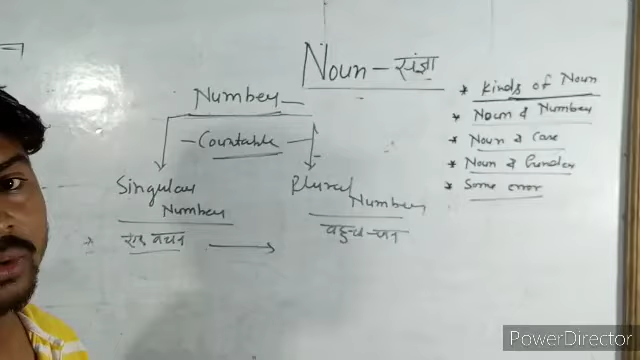 Noun - संज्ञा
Number -
- Countable -
Singular
Number
एक वचन
Plural
Number
बहुवचन
* Kinds of Noun
* Noun & Number
* Noun & Case
* Noun & Gender
* Some error
PowerDirector